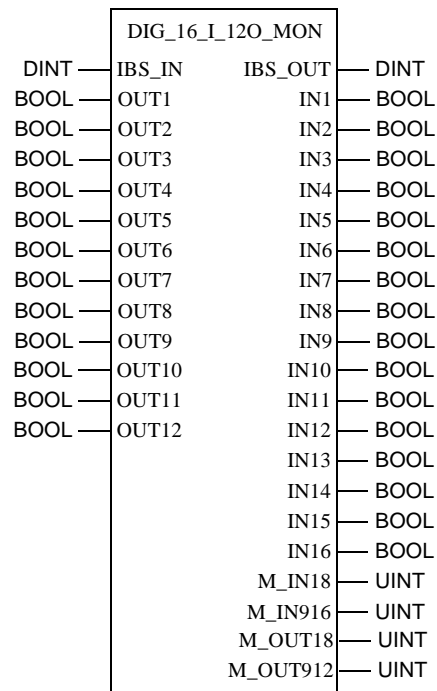 DIG_16_I_12O_MON
DINT IBS_IN IBS_OUT DINT
BOOL OUT1 IN1 BOOL
BOOL OUT2 IN2 BOOL
BOOL OUT3 IN3 BOOL
BOOL OUT4 IN4 BOOL
BOOL OUT5 IN5 BOOL
BOOL OUT6 IN6 BOOL
BOOL OUT7 IN7 BOOL
BOOL OUT8 IN8 BOOL
BOOL OUT9 IN9 BOOL
BOOL OUT10 IN10 BOOL
BOOL OUT11 IN11 BOOL
BOOL OUT12 IN12 BOOL
IN13 BOOL
IN14 BOOL
IN15 BOOL
IN16 BOOL
M_IN18 UINT
M_IN916 UINT
M_OUT18 UINT
M_OUT912 UINT